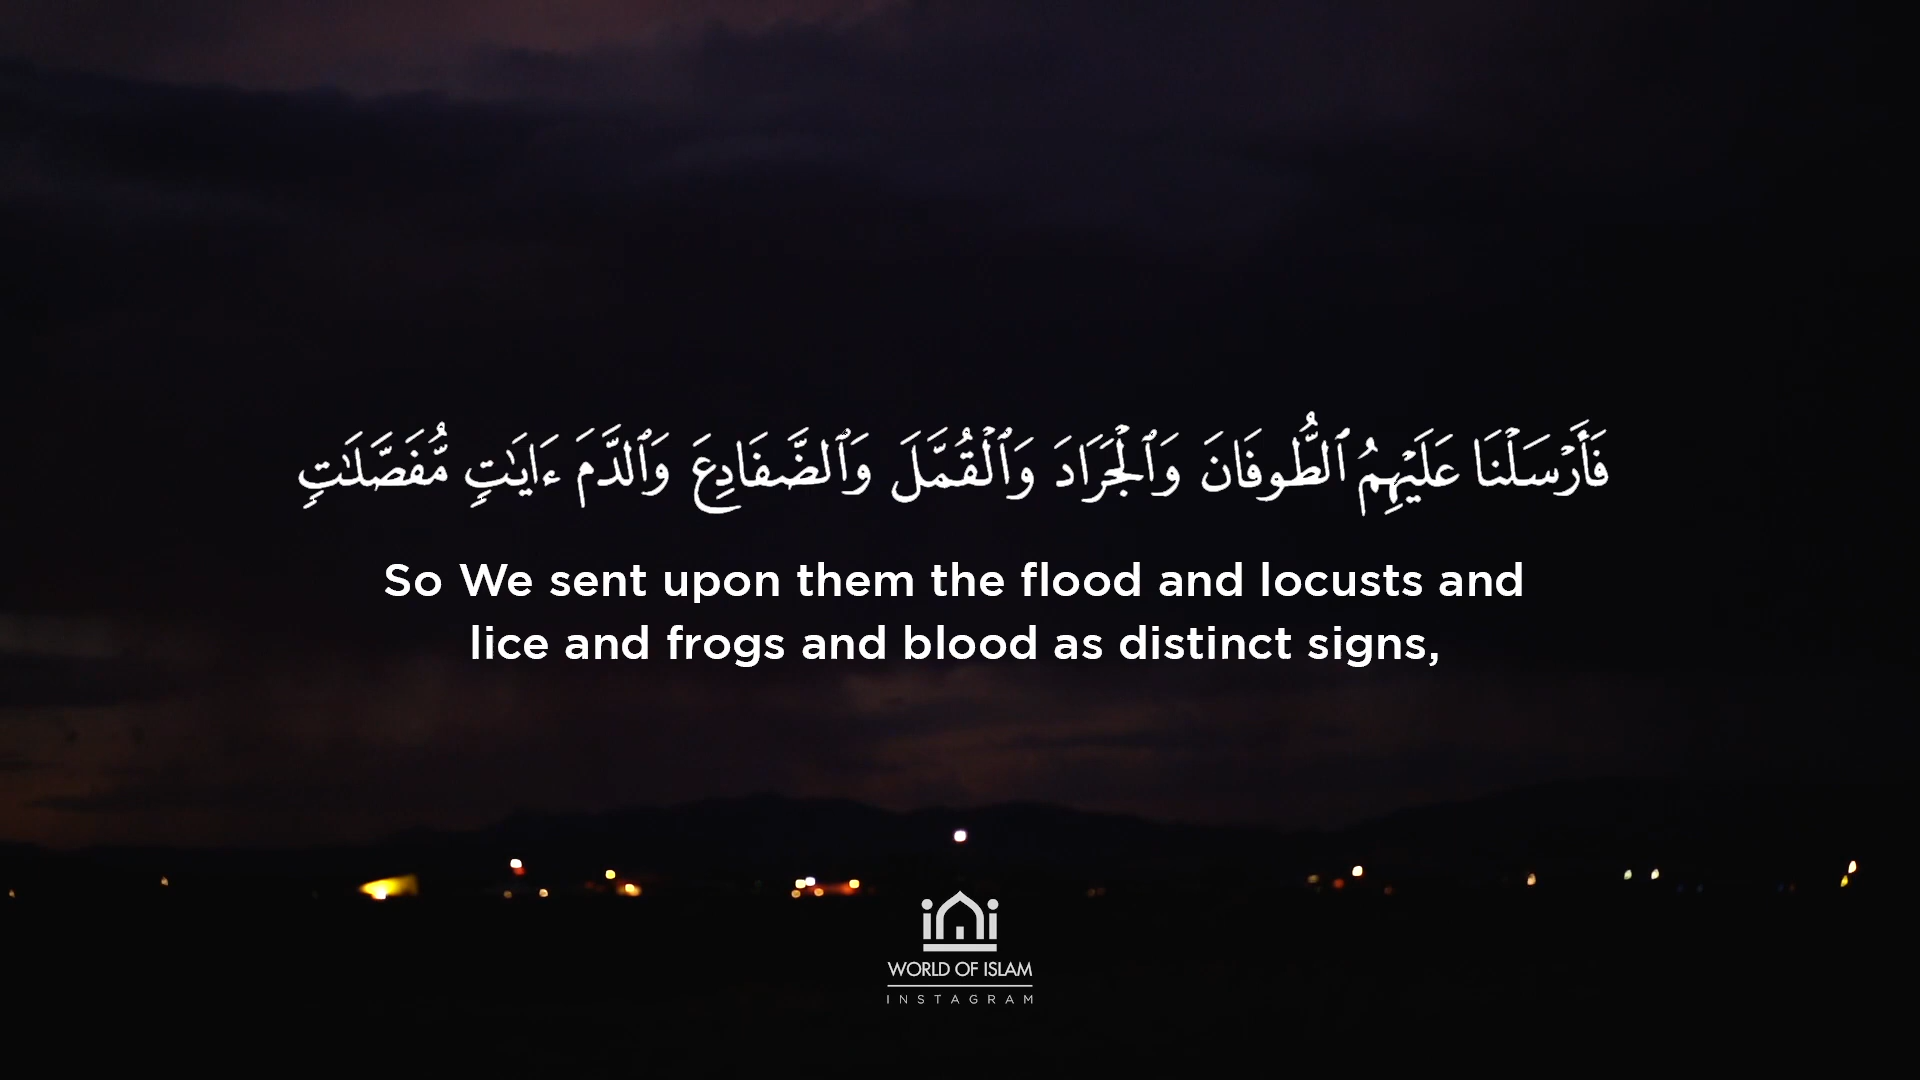 فَأَرْسَلْنَا عَلَيْهِمُ ٱلطُّوفَانَ وَٱلْجَرَادَ وَٱلْقُمَّلَ وَٱلضَّفَادِعَ وَٱلدَّمَ ءَايَـٰتٍ مُّفَصَّلَـٰتٍ
So We sent upon them the flood and locusts and
lice and frogs and blood as distinct signs,
WORLD OF ISLAM
INSTAGRAM